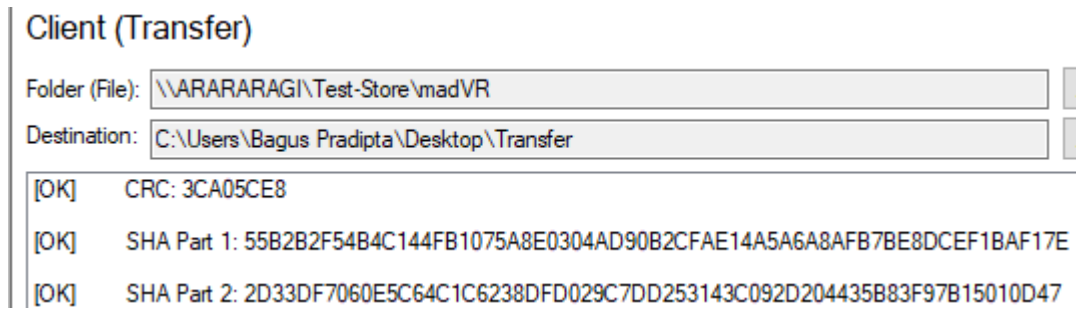 Client (Transfer)
Folder (File): \\ARARARAGI\Test-Store\madVR
Destination: C:\Users\Bagus Pradipta\Desktop\Transfer
[OK] CRC: 3CA05CE8
[OK] SHA Part 1: 55B2B2F54B4C144FB1075A8E0304AD90B2CFAE14A5A6A8AFB7BE8DCEF1BAF17E
[OK] SHA Part 2: 2D33DF7060E5C64C1C6238DFD029C7DD253143C092D204435B83F97B15010D47